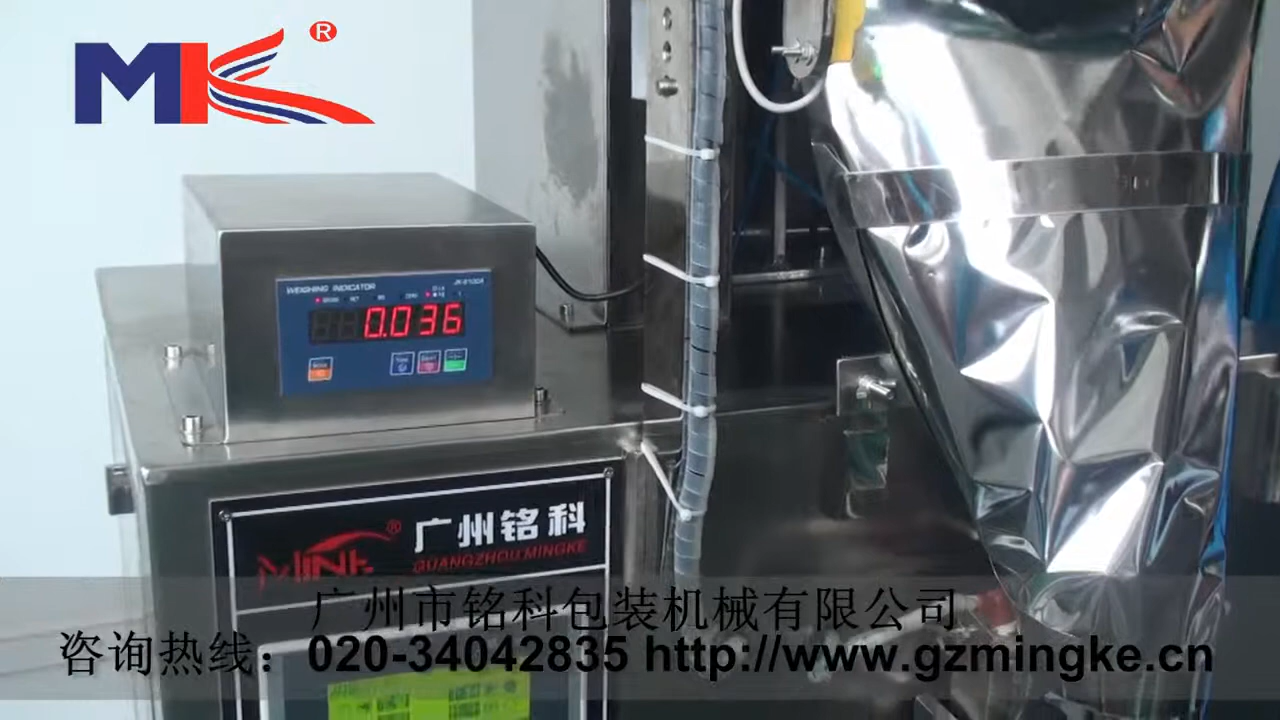 MK®
WEIGHING INDICATOR
0.036
广州铭科
GUANGZHOU MINGKE
广州市铭科包装机械有限公司
咨询热线：020-34042835 http://www.gzmingke.cn